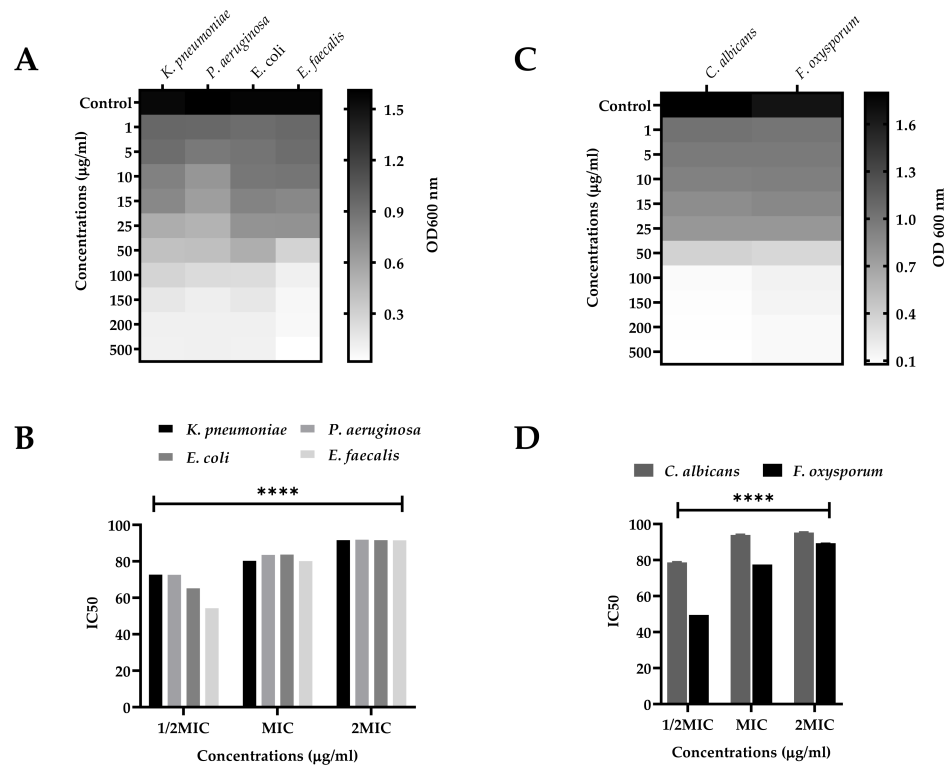 A
K. pneumoniae
P. aeruginosa
E. coli
E. faecalis
Control
1
5
10
15
25
50
100
150
200
500
Concentrations (µg/ml)
1.5
1.2
0.9
0.6
0.3
OD600 nm
C
C. albicans
F. oxysporum
Control
1
5
10
15
25
50
100
150
200
500
Concentrations (µg/ml)
1.6
1.3
1.0
0.7
0.4
0.1
OD 600 nm
B
K. pneumoniae
P. aeruginosa
E. coli
E. faecalis
****
100
80
60
40
20
0
IC50
1/2MIC
MIC
2MIC
Concentrations (µg/ml)
D
C. albicans
F. oxysporum
****
100
80
60
40
20
0
IC50
1/2MIC
MIC
2MIC
Concentrations (µg/ml)